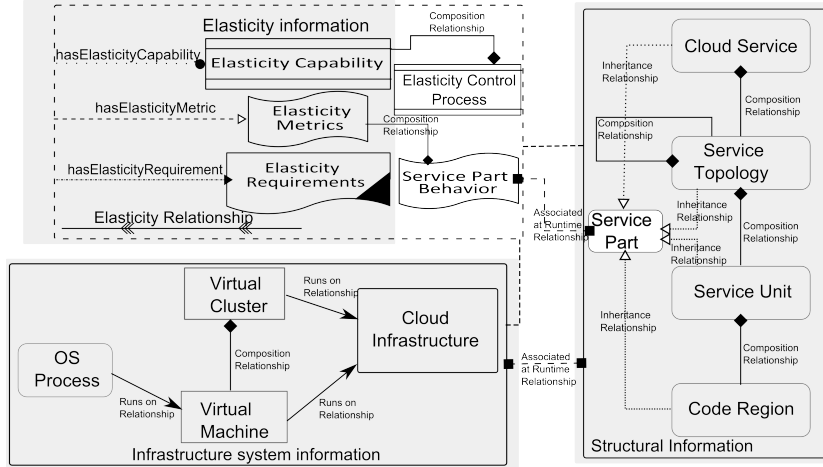 Elasticity information
Composition
Relationship
hasElasticityCapability
Elasticity Capability
Elasticity Control
Process
hasElasticityMetric
Elasticity
Metrics
Composition
Relationship
hasElasticityRequirement
Elasticity
Requirements
Service Part
Behavior
Elasticity Relationship
Associated
at Runtime
Relationship
Cloud Service
Inheritance
Relationship
Composition
Relationship
Composition
Relationship
Service
Topology
Inheritance
Relationship
Service
Part
Composition
Relationship
Inheritance
Relationship
Service Unit
Inheritance
Relationship
Composition
Relationship
Code Region
Structural Information
Virtual
Cluster
Runs on
Relationship
Cloud
Infrastructure
OS
Process
Composition
Relationship
Associated
at Runtime
Relationship
Runs on
Relationship
Virtual
Machine
Runs on
Relationship
Infrastructure system information